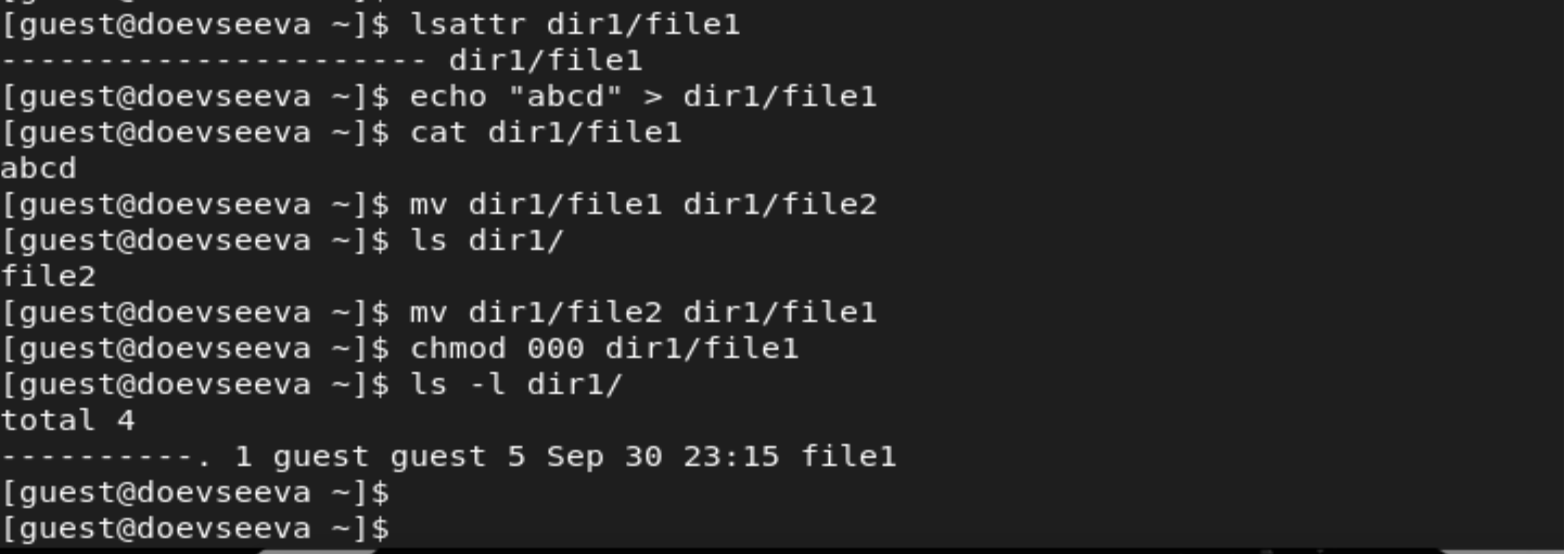 [guest@doevseeva ~]$ lsattr dir1/file1
---------------------- dir1/file1
[guest@doevseeva ~]$ echo "abcd" > dir1/file1
[guest@doevseeva ~]$ cat dir1/file1
abcd
[guest@doevseeva ~]$ mv dir1/file1 dir1/file2
[guest@doevseeva ~]$ ls dir1/
file2
[guest@doevseeva ~]$ mv dir1/file2 dir1/file1
[guest@doevseeva ~]$ chmod 000 dir1/file1
[guest@doevseeva ~]$ ls -l dir1/
total 4
----------. 1 guest guest 5 Sep 30 23:15 file1
[guest@doevseeva ~]$
[guest@doevseeva ~]$